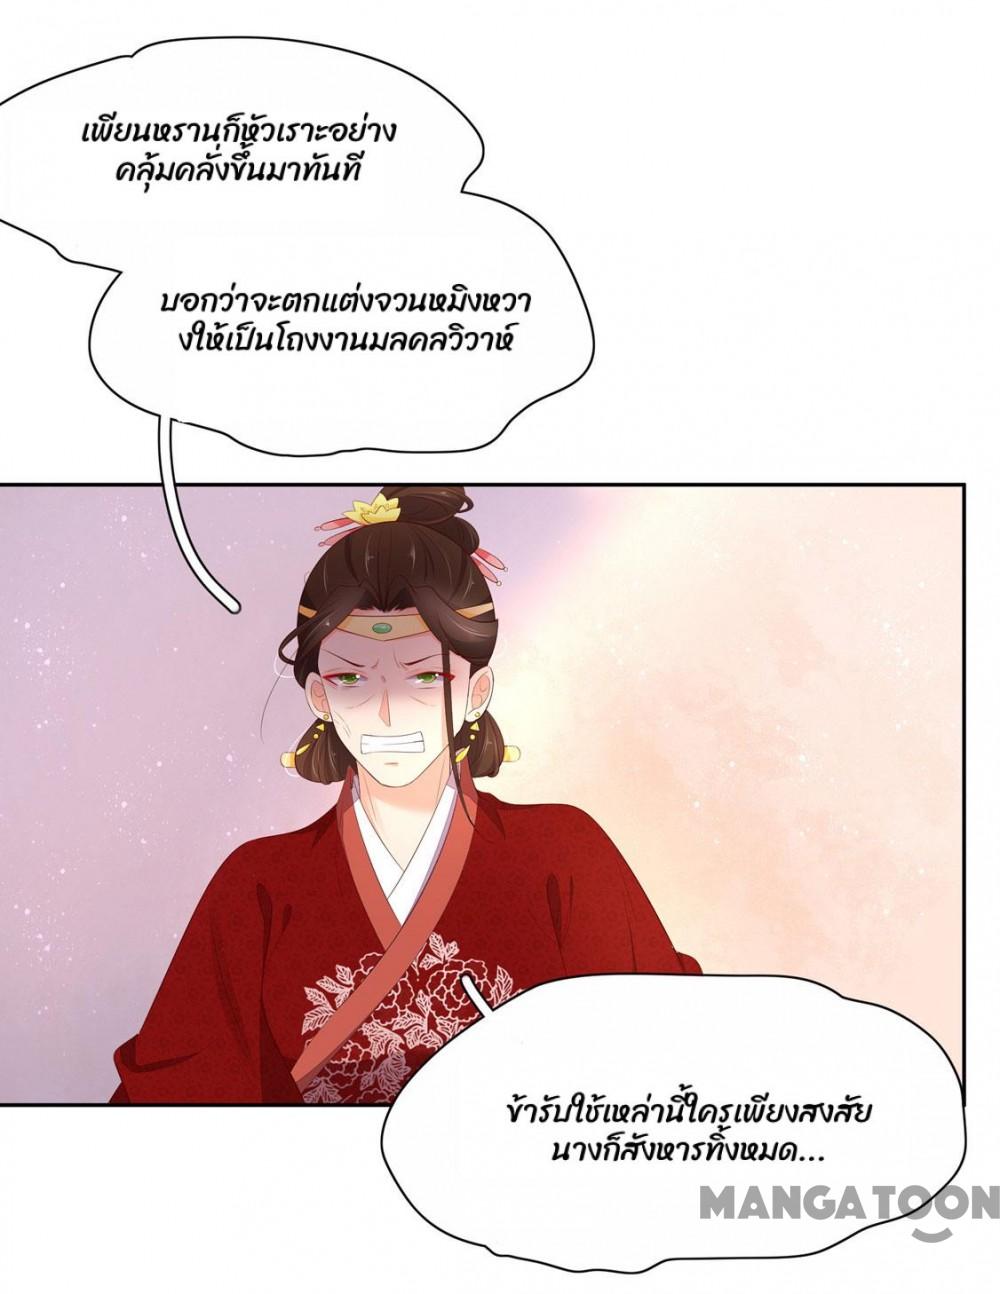 เพียนหรานก็หัวเราะอย่าง
คลุ้มคลั่งขึ้นมาทันที
บอกว่าจะตกแต่งจวนหมิงหวา
งให้เป็นโถงงานมลคลวิวาห์
ข้ารับใช้เหล่านี้ใครเพียงสงสัย
นางก็สังหารทิ้งหมด...
MANGATOON